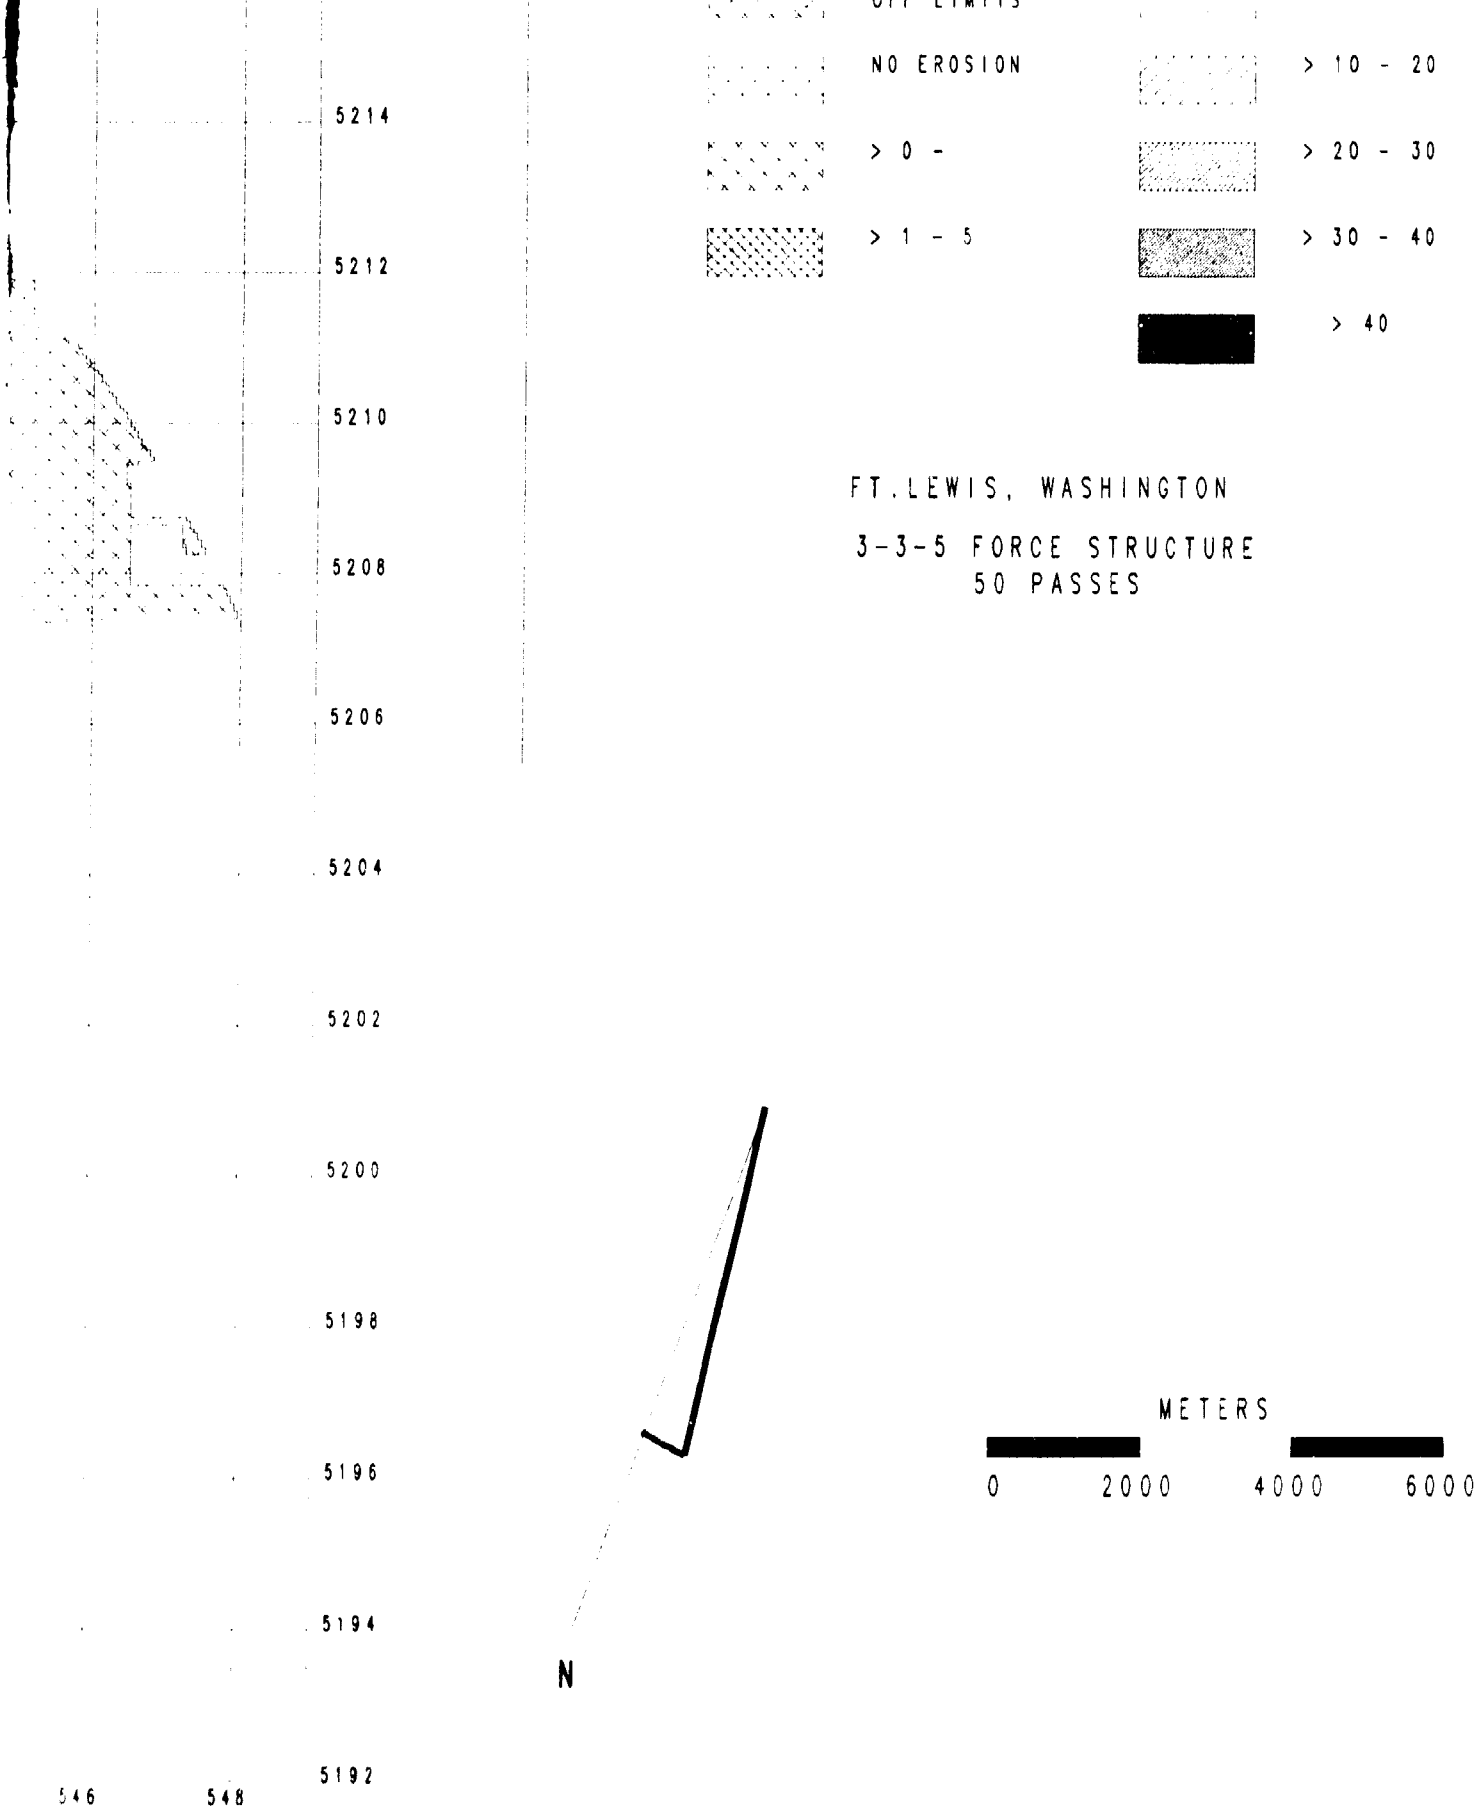 OFF LIMITS
NO EROSION
> 10 - 20
> 0 -
> 20 - 30
> 1 - 5
> 30 - 40
> 40
FT.LEWIS, WASHINGTON
3-3-5 FORCE STRUCTURE
50 PASSES
5214
5212
5210
5208
5206
5204
5202
5200
5198
5196
5194
5192
546
548
N
METERS
0 2000 4000 6000